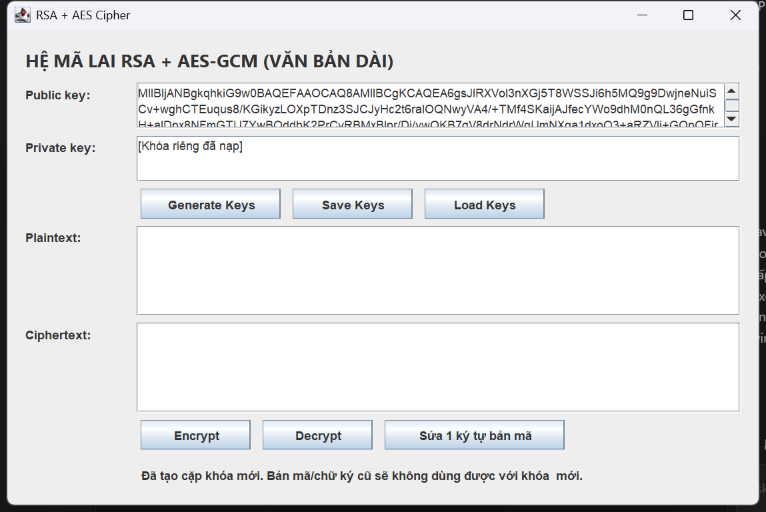 RSA + AES Cipher
HỆ MÃ LAI RSA + AES-GCM (VĂN BẢN DÀI)
Public key:
MIIBIjANBgkqhkiG9w0BAQEFAAOCAQ8AMIIBCgKCAQEA6gsJIRXVol3nXGj5T8WSSJi6h5MQ9g9DwjneNuiS
Cv+wghCTEuqus8/KGikyzLOXpTDnz3SJCJyHc2t6ralOQNwyVA4/+TMf4SKaijAJfecYWo9dhM0nQL36gGfnk
Private key:
[Khóa riêng đã nạp]
Generate Keys
Save Keys
Load Keys
Plaintext:
Ciphertext:
Encrypt
Decrypt
Sửa 1 ký tự bản mã
Đã tạo cặp khóa mới. Bản mã/chữ ký cũ sẽ không dùng được với khóa mới.